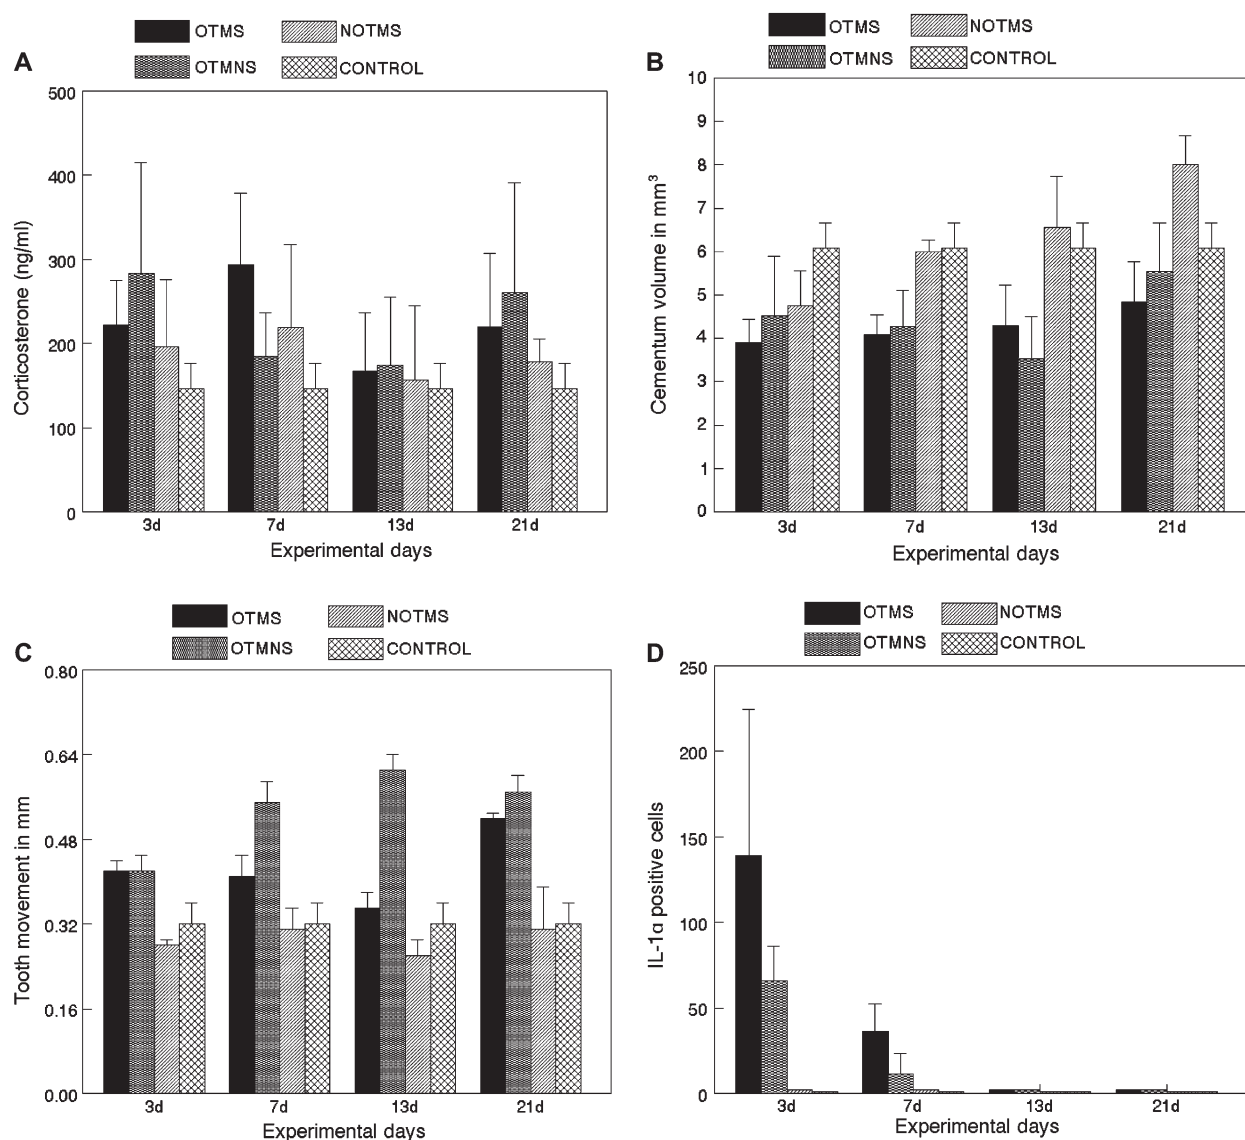 A
OTMS
NOTMS
OTMNS
CONTROL
500
400
300
200
100
0
Corticosterone (ng/ml)
3d
7d
13d
21d
Experimental days
B
OTMS
NOTMS
OTMNS
CONTROL
10
9
8
7
6
5
4
3
2
1
0
Cementum volume in mm³
3d
7d
13d
21d
Experimental days
C
OTMS
NOTMS
OTMNS
CONTROL
0.80
0.64
0.48
0.32
0.16
0.00
Tooth movement in mm
3d
7d
13d
21d
Experimental days
D
OTMS
NOTMS
OTMNS
CONTROL
250
200
150
100
50
0
IL-1α positive cells
3d
7d
13d
21d
Experimental days